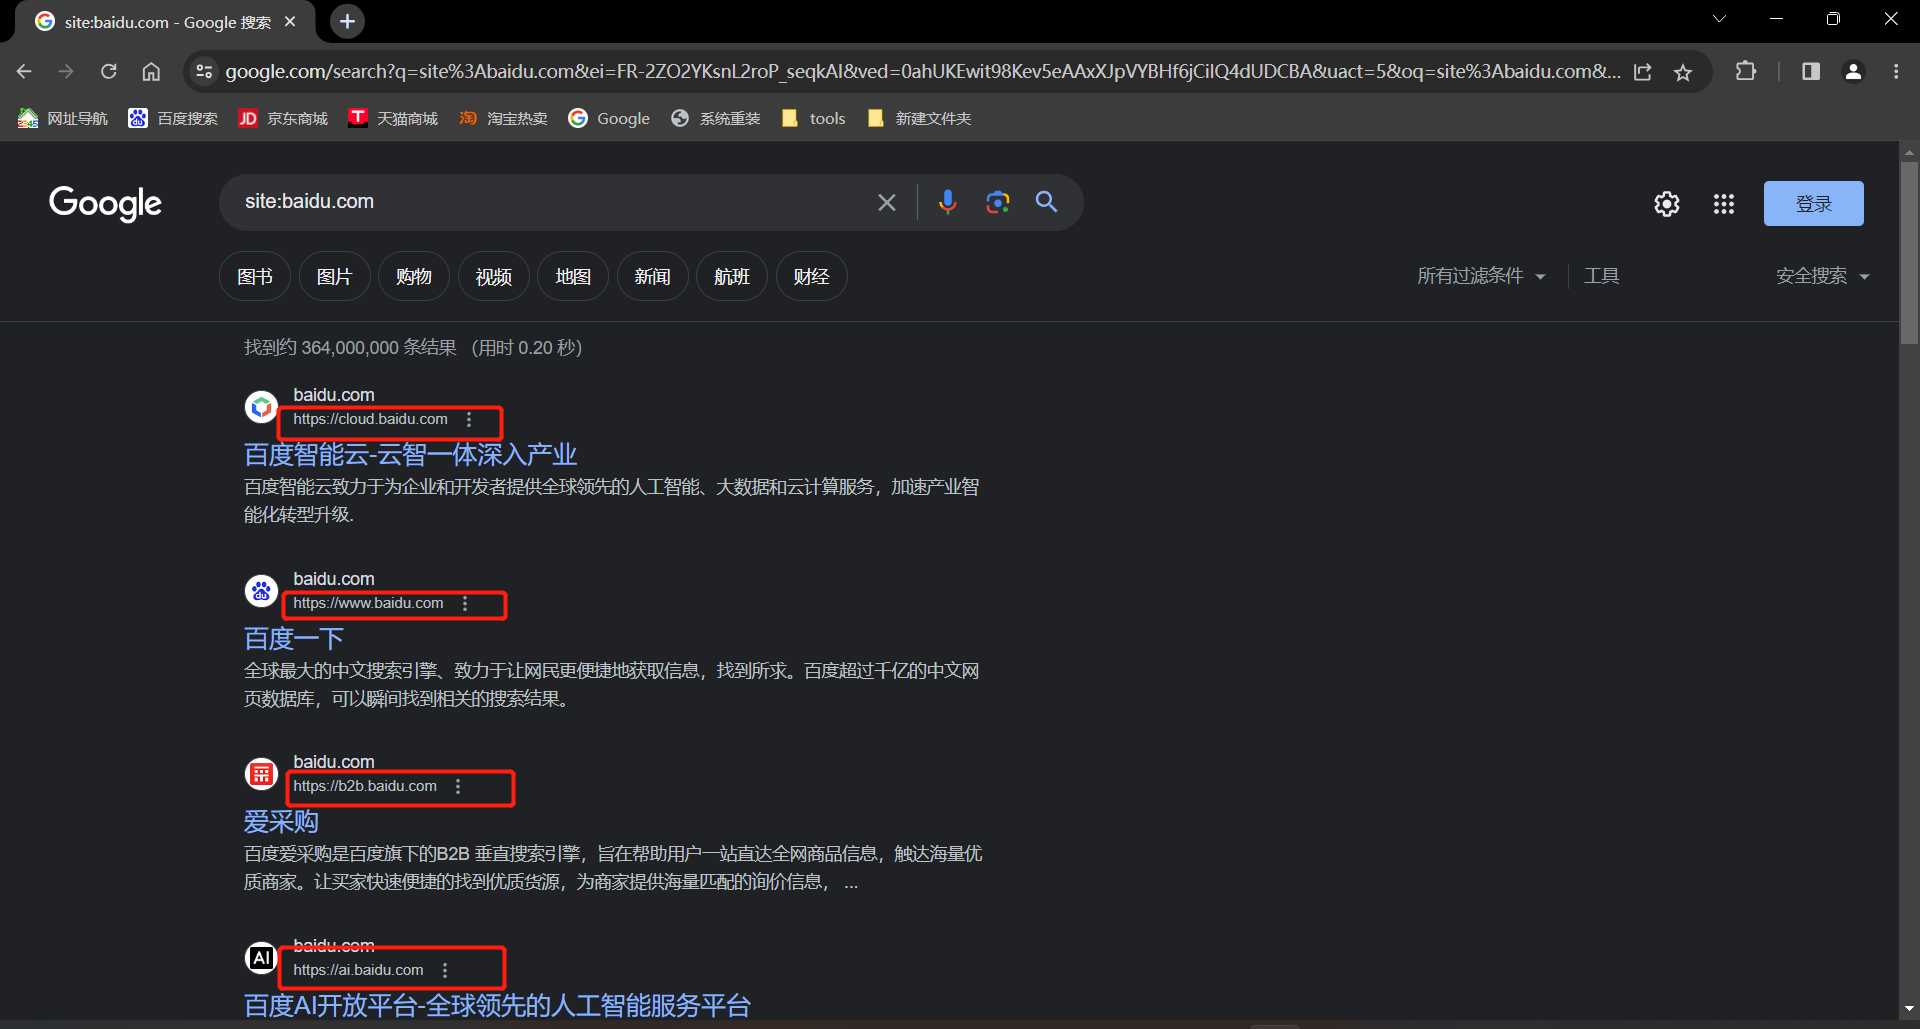 site:baidu.com - Google 搜索
google.com/search?q=site%3Abaidu.com&ei=FR-2ZO2YKsnL2roP_seqkAI&ved=0ahUKEwit98Kev5eAAxXJpVYBHf6jCiIQ4dUDCBA&uact=5&oq=site%3Abaidu.com&...
2345 网址导航 du 百度搜索 JD 京东商城 T 天猫商城 淘 淘宝热卖 G Google 系统重装 tools 新建文件夹
Google site:baidu.com 登录
图书 图片 购物 视频 地图 新闻 航班 财经 所有过滤条件 工具 安全搜索
找到约 364,000,000 条结果 （用时 0.20 秒）
baidu.com
https://cloud.baidu.com
百度智能云-云智一体深入产业
百度智能云致力于为企业和开发者提供全球领先的人工智能、大数据和云计算服务，加速产业智
能化转型升级.
baidu.com
du https://www.baidu.com
百度一下
全球最大的中文搜索引擎、致力于让网民更便捷地获取信息，找到所求。百度超过千亿的中文网
页数据库，可以瞬间找到相关的搜索结果。
baidu.com
https://b2b.baidu.com
爱采购
百度爱采购是百度旗下的B2B 垂直搜索引擎，旨在帮助用户一站直达全网商品信息，触达海量优
质商家。让买家快速便捷的找到优质货源，为商家提供海量匹配的询价信息， ...
baidu.com
AI https://ai.baidu.com
百度AI开放平台-全球领先的人工智能服务平台